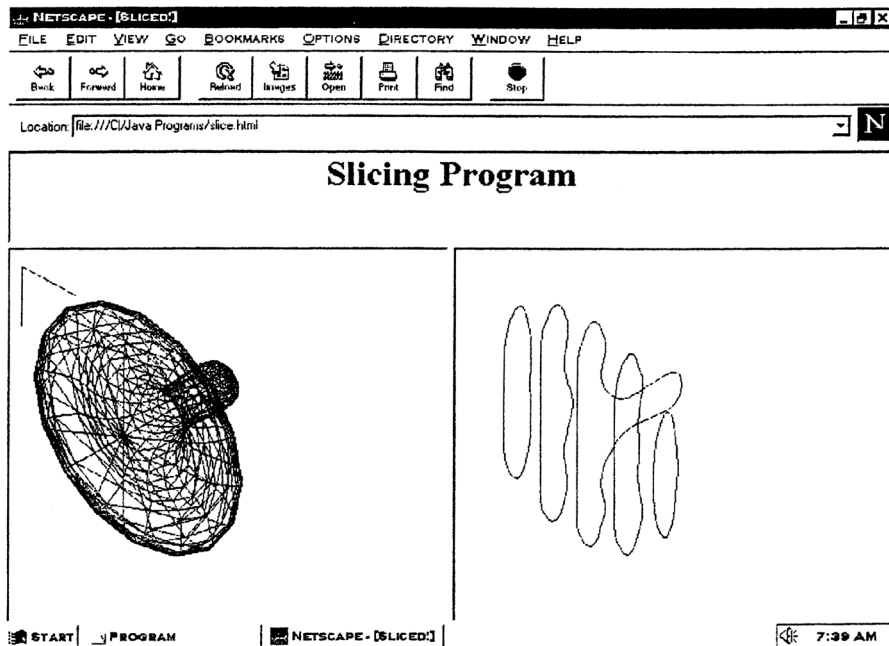 NETSCAPE - [SLICED!]
FILE EDIT VIEW GO BOOKMARKS OPTIONS DIRECTORY WINDOW HELP
Back Forward Home Reload Images Open Print Find Stop
Location: file:///C|/Java Programs/slice.html
N
Slicing Program
START PROGRAM NETSCAPE - [SLICED!] 7:39 AM